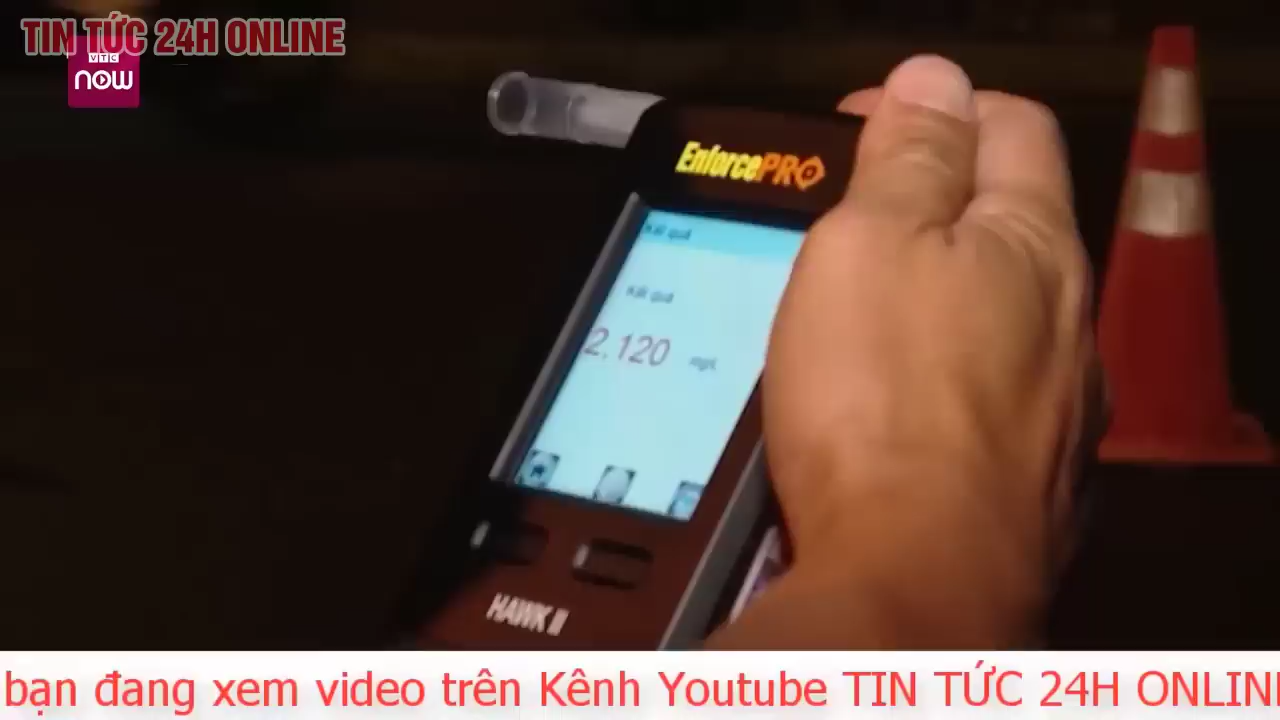 TIN TỨC 24H ONLINE
VTC
now
EnforcePRO
Kết quả
Kết quả
2.120 mg/L
HAWK II
bạn đang xem video trên Kênh Youtube TIN TỨC 24H ONLIN